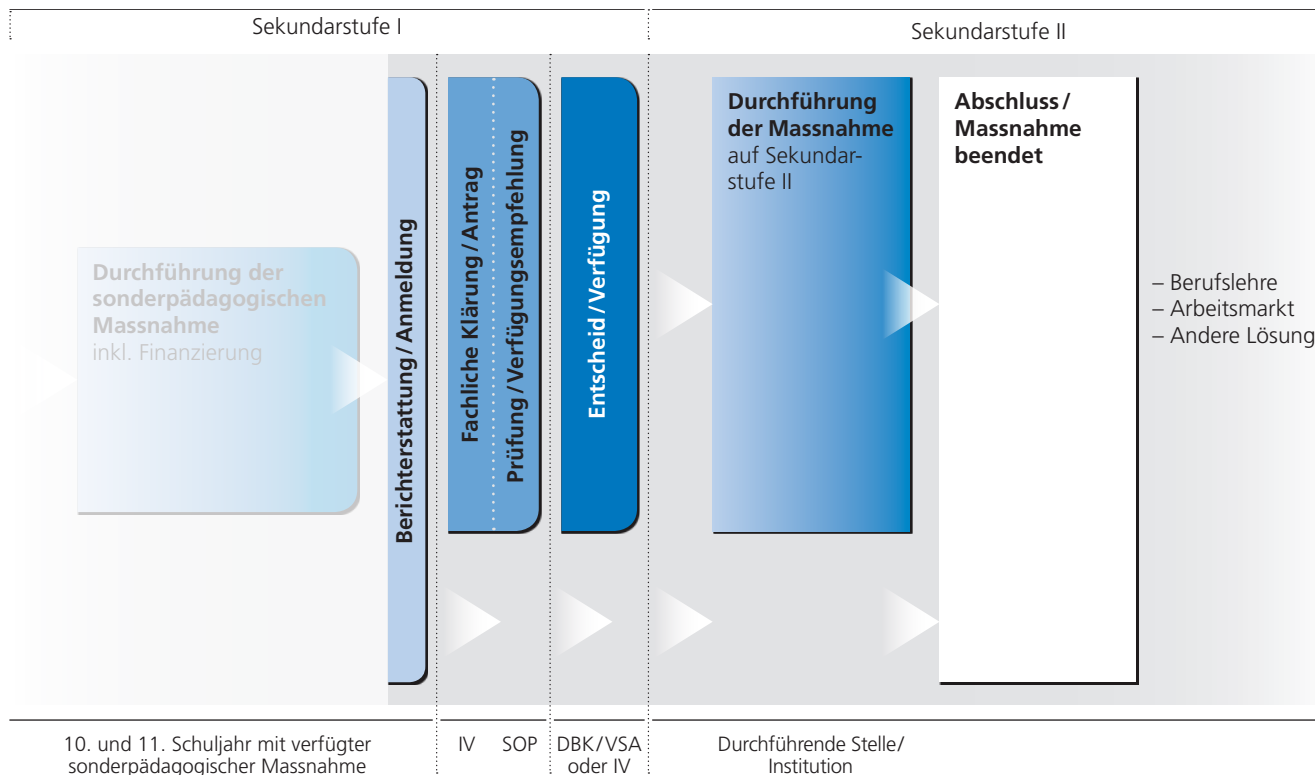 Sekundarstufe I
Sekundarstufe II
Durchführung der
sonderpädagogischen
Massnahme
inkl. Finanzierung
Berichterstattung / Anmeldung
Fachliche Klärung / Antrag
Prüfung / Verfügungsempfehlung
Entscheid / Verfügung
Durchführung
der Massnahme
auf Sekundar-
stufe II
Abschluss /
Massnahme
beendet
– Berufslehre
– Arbeitsmarkt
– Andere Lösung
10. und 11. Schuljahr mit verfügter
sonderpädagogischer Massnahme
IV
SOP
DBK / VSA
oder IV
Durchführende Stelle/
Institution